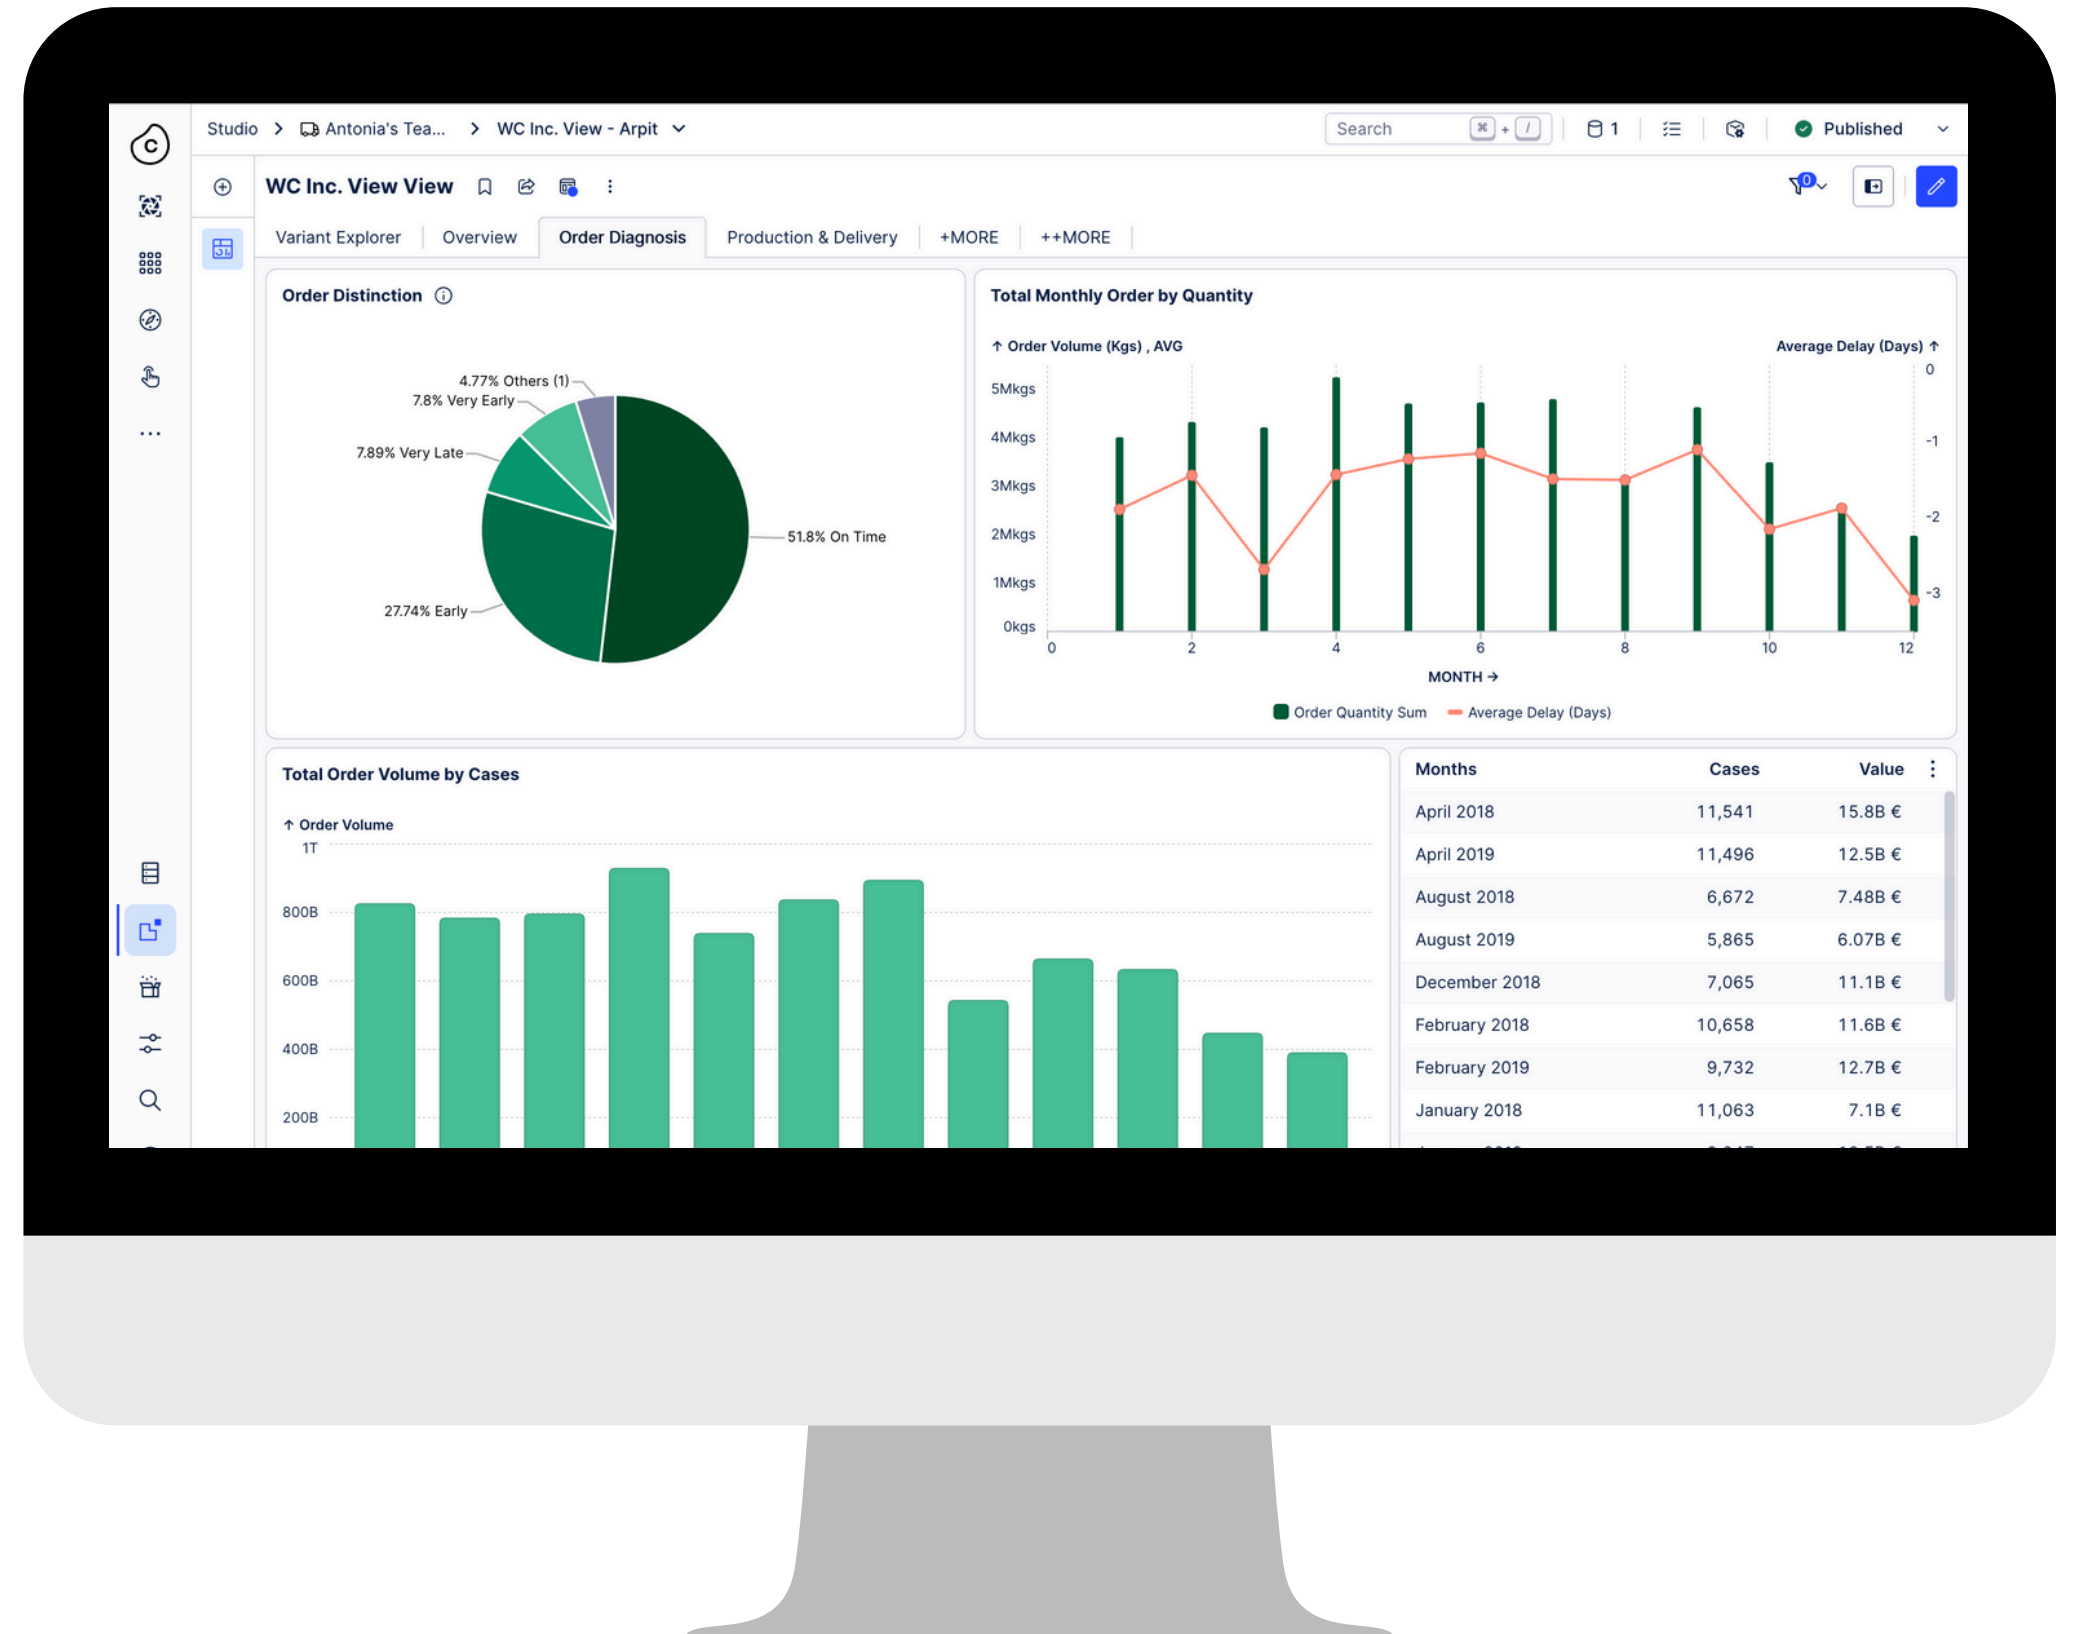 C
Studio > Antonia's Tea... > WC Inc. View - Arpit
Search ⌘ + /
1
Published
WC Inc. View View
0
Variant Explorer
Overview
Order Diagnosis
Production & Delivery
+MORE
++MORE
Order Distinction
4.77% Others (1)
7.8% Very Early
7.89% Very Late
51.8% On Time
27.74% Early
Total Monthly Order by Quantity
↑ Order Volume (Kgs) , AVG
Average Delay (Days) ↑
5Mkgs
4Mkgs
3Mkgs
2Mkgs
1Mkgs
0kgs
0
-1
-2
-3
0 2 4 6 8 10 12
MONTH →
Order Quantity Sum
Average Delay (Days)
Total Order Volume by Cases
↑ Order Volume
1T
800B
600B
400B
200B
Months Cases Value
April 2018 11,541 15.8B €
April 2019 11,496 12.5B €
August 2018 6,672 7.48B €
August 2019 5,865 6.07B €
December 2018 7,065 11.1B €
February 2018 10,658 11.6B €
February 2019 9,732 12.7B €
January 2018 11,063 7.1B €